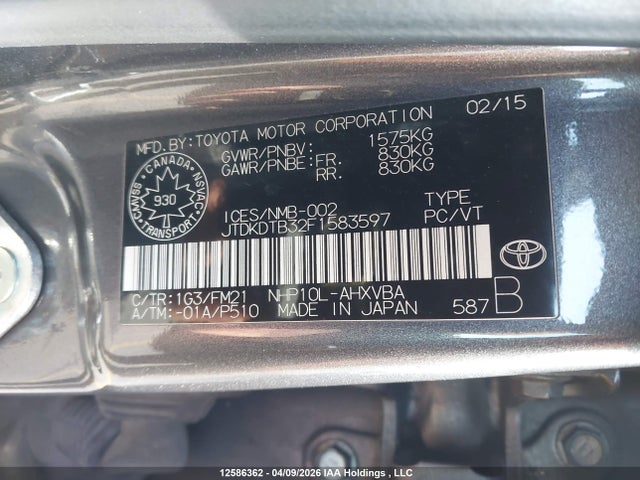 MFD.BY:TOYOTA MOTOR CORPORATION 02/15
GVWR/PNBV: 1575KG
GAWR/PNBE:FR. 830KG
RR. 830KG
CANADA
CMVSS NSVAC
930
TRANSPORT
ICES/NMB-002 TYPE
JTDKDTB32F1583597 PC/VT
C/TR:1G3/FM21 NHP10L-AHXVBA
A/TM:-01A/P510 MADE IN JAPAN 587 B
TOYOTA
12586362 - 04/09/2026 IAA Holdings , LLC